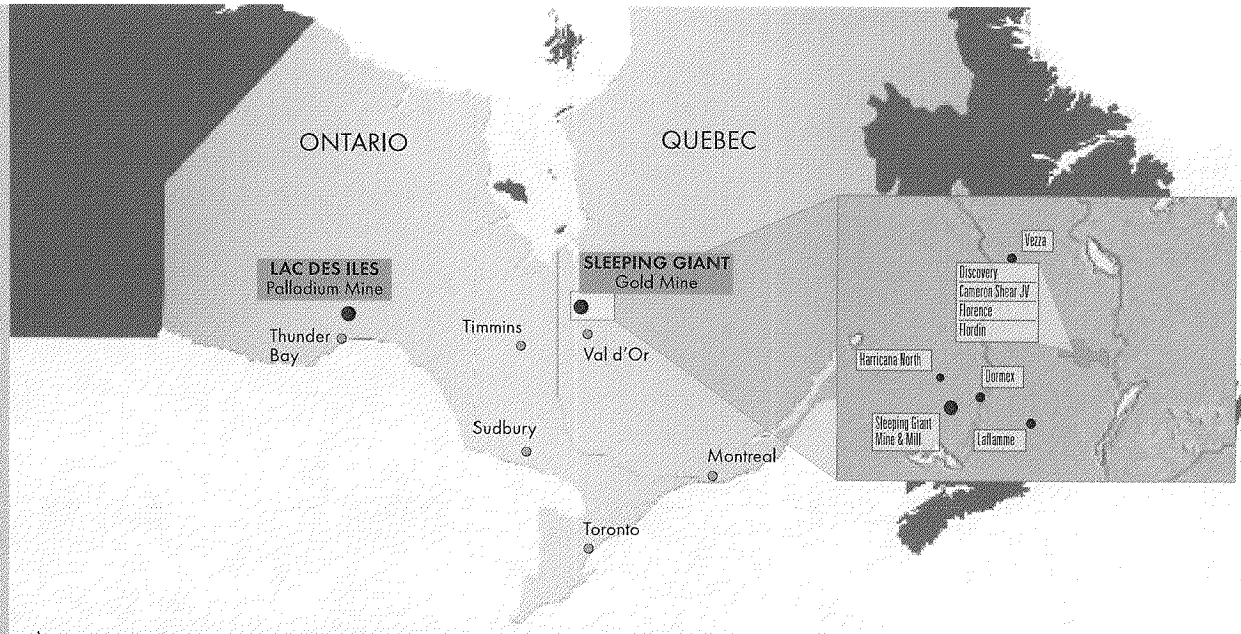 ONTARIO
QUEBEC
LAC DES ILES
Palladium Mine
SLEEPING GIANT
Gold Mine
Thunder
Bay
Timmins
Val d'Or
Sudbury
Montreal
Toronto
Vezza
Discovery
Cameron Shear JV
Florence
Flordin
Harricana North
Dormex
Sleeping Giant
Mine & Mill
Laflamme